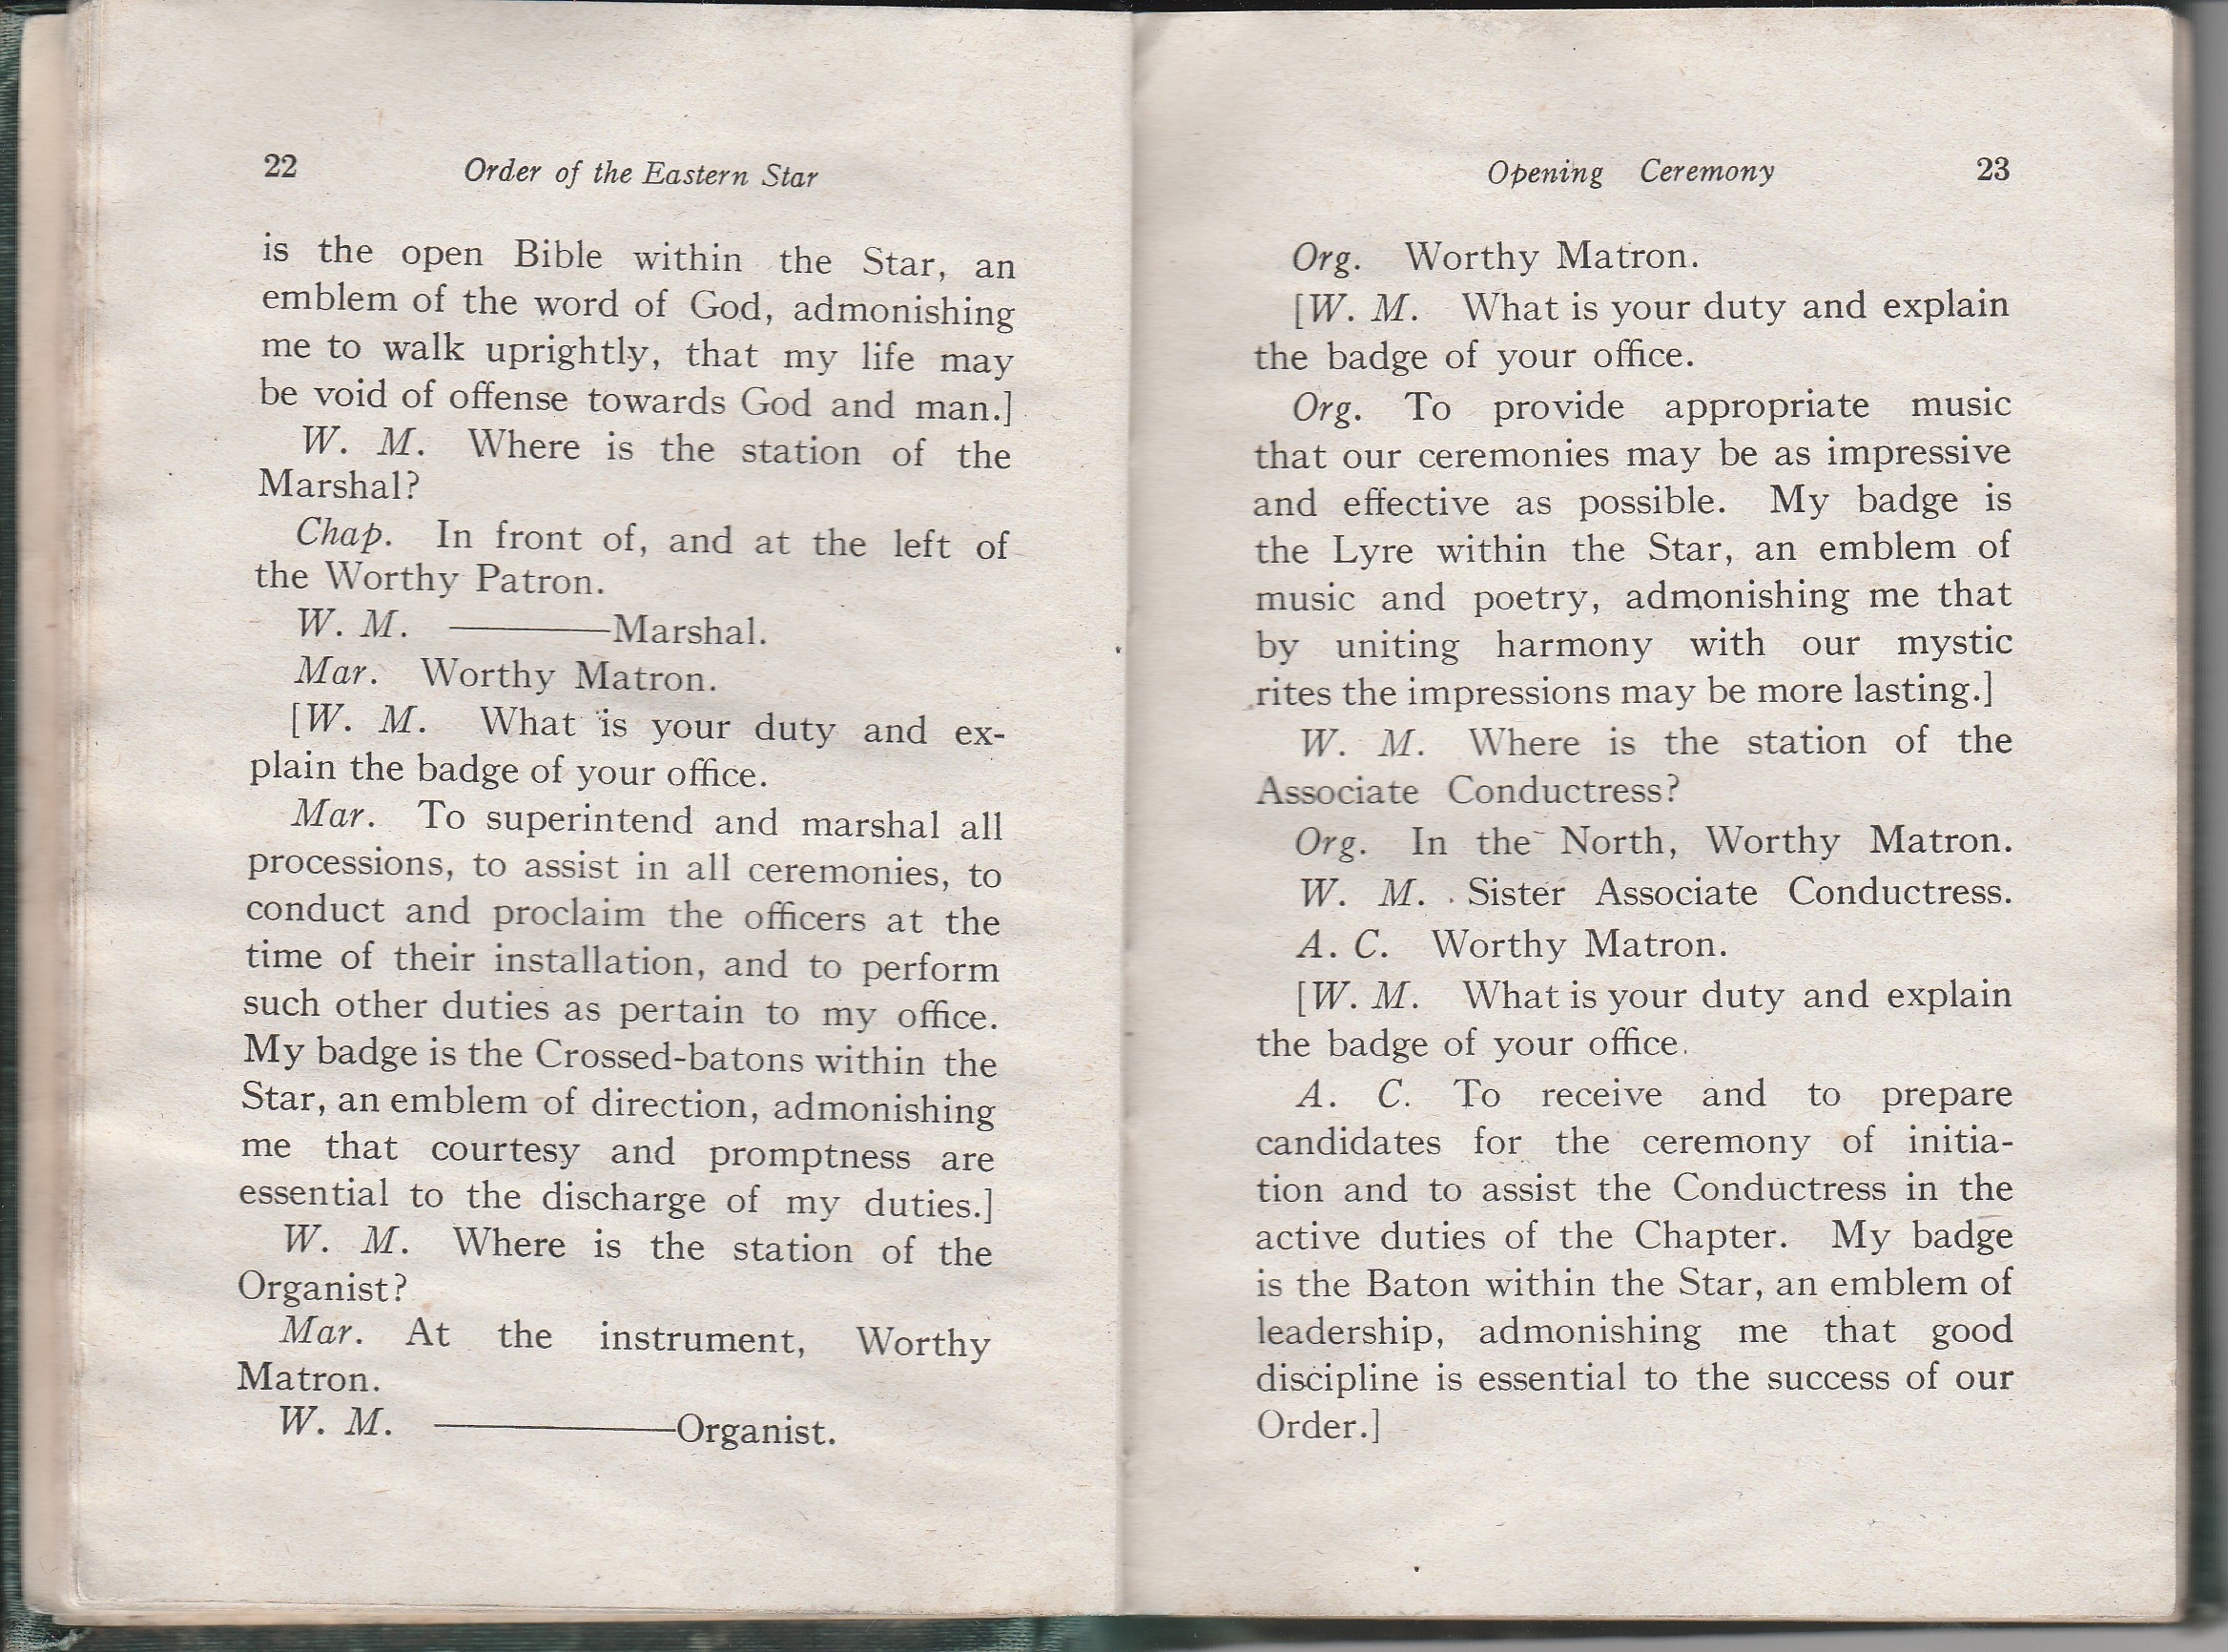 22 Order of the Eastern Star
is the open Bible within the Star, an
emblem of the word of God, admonishing
me to walk uprightly, that my life may
be void of offense towards God and man.]
W. M. Where is the station of the
Marshal?
Chap. In front of, and at the left of
the Worthy Patron.
W. M. ————Marshal.
Mar. Worthy Matron.
[W. M. What is your duty and ex-
plain the badge of your office.
Mar. To superintend and marshal all
processions, to assist in all ceremonies, to
conduct and proclaim the officers at the
time of their installation, and to perform
such other duties as pertain to my office.
My badge is the Crossed-batons within the
Star, an emblem of direction, admonishing
me that courtesy and promptness are
essential to the discharge of my duties.]
W. M. Where is the station of the
Organist?
Mar. At the instrument, Worthy
Matron.
W. M. ——————Organist.
Opening Ceremony 23
Org. Worthy Matron.
[W. M. What is your duty and explain
the badge of your office.
Org. To provide appropriate music
that our ceremonies may be as impressive
and effective as possible. My badge is
the Lyre within the Star, an emblem of
music and poetry, admonishing me that
by uniting harmony with our mystic
rites the impressions may be more lasting.]
W. M. Where is the station of the
Associate Conductress?
Org. In the North, Worthy Matron.
W. M. Sister Associate Conductress.
A. C. Worthy Matron.
[W. M. What is your duty and explain
the badge of your office.
A. C. To receive and to prepare
candidates for the ceremony of initia-
tion and to assist the Conductress in the
active duties of the Chapter. My badge
is the Baton within the Star, an emblem of
leadership, admonishing me that good
discipline is essential to the success of our
Order.]